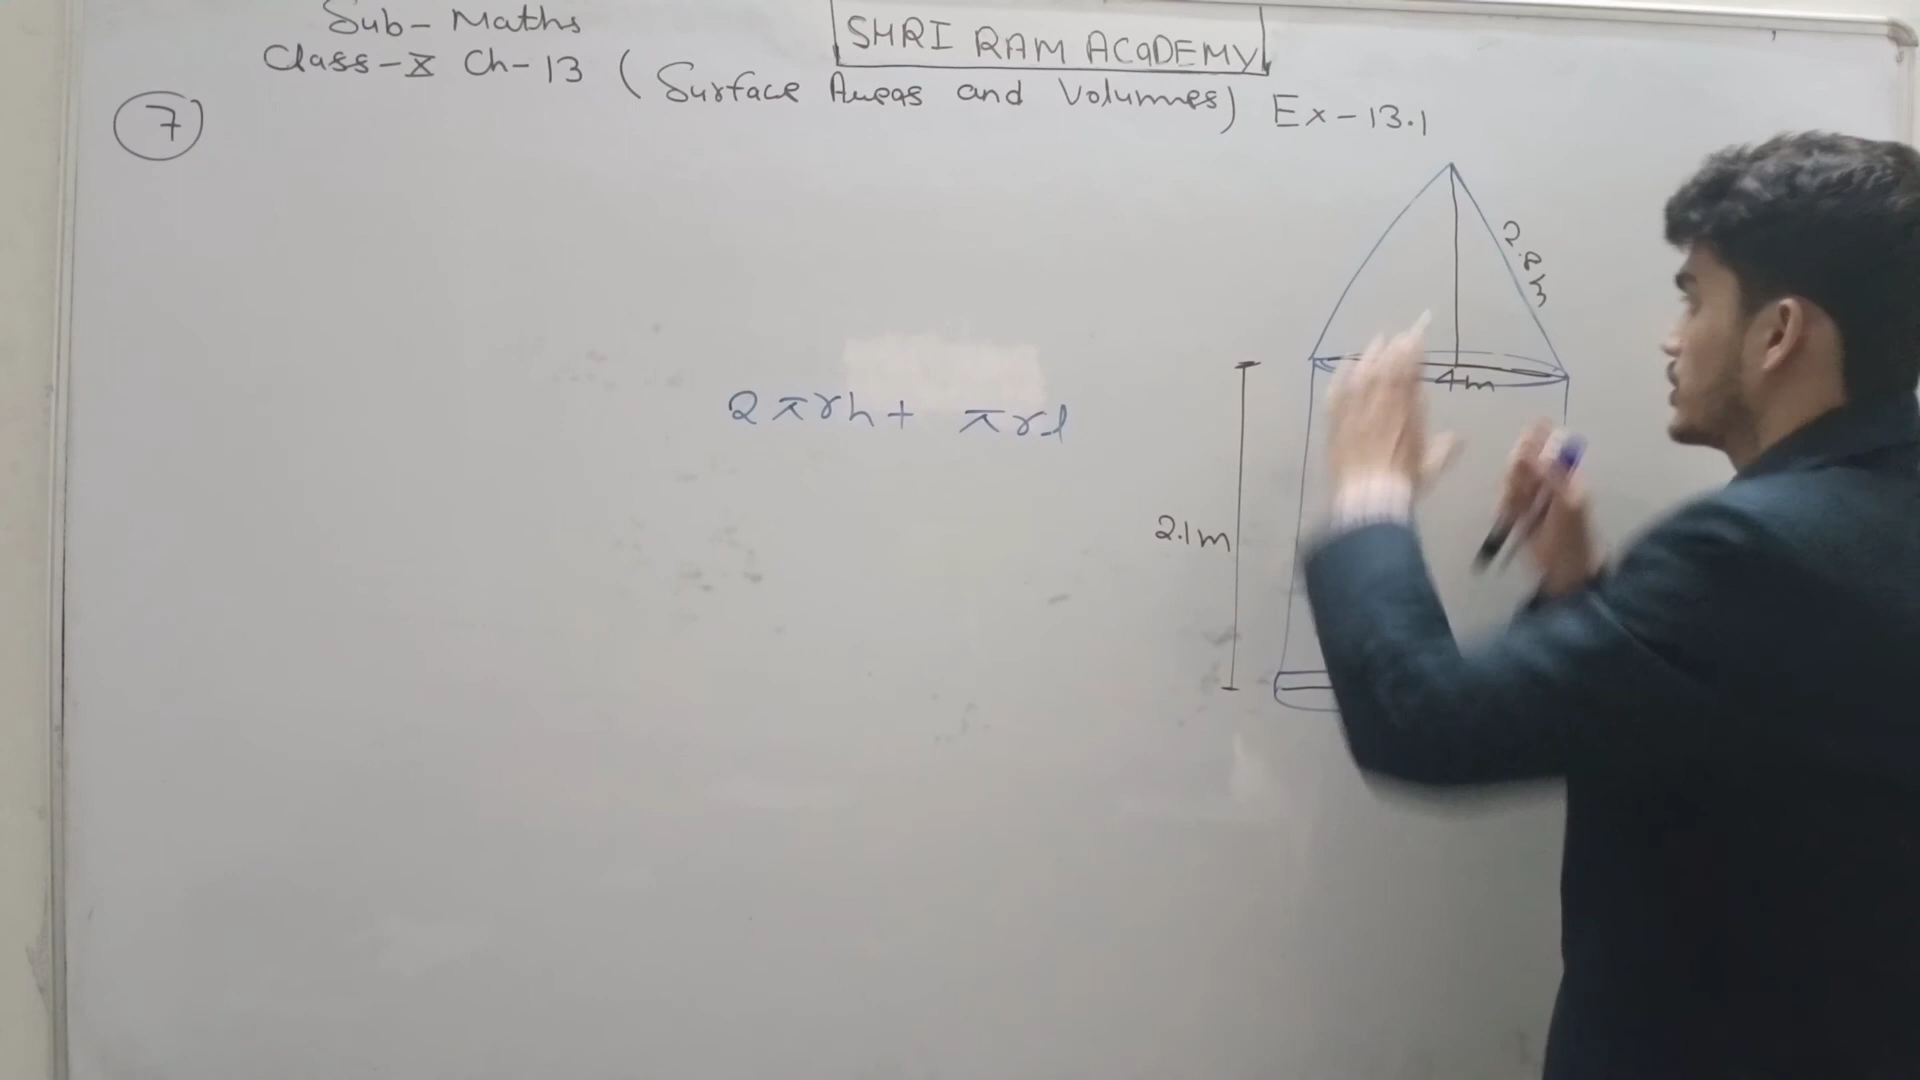 Sub- Maths
SHRI RAM ACADEMY
Class-X Ch-13 (Surface Areas and Volumes) Ex-13.1
7
2.8m
4m
2πrh + πrl
2.1m